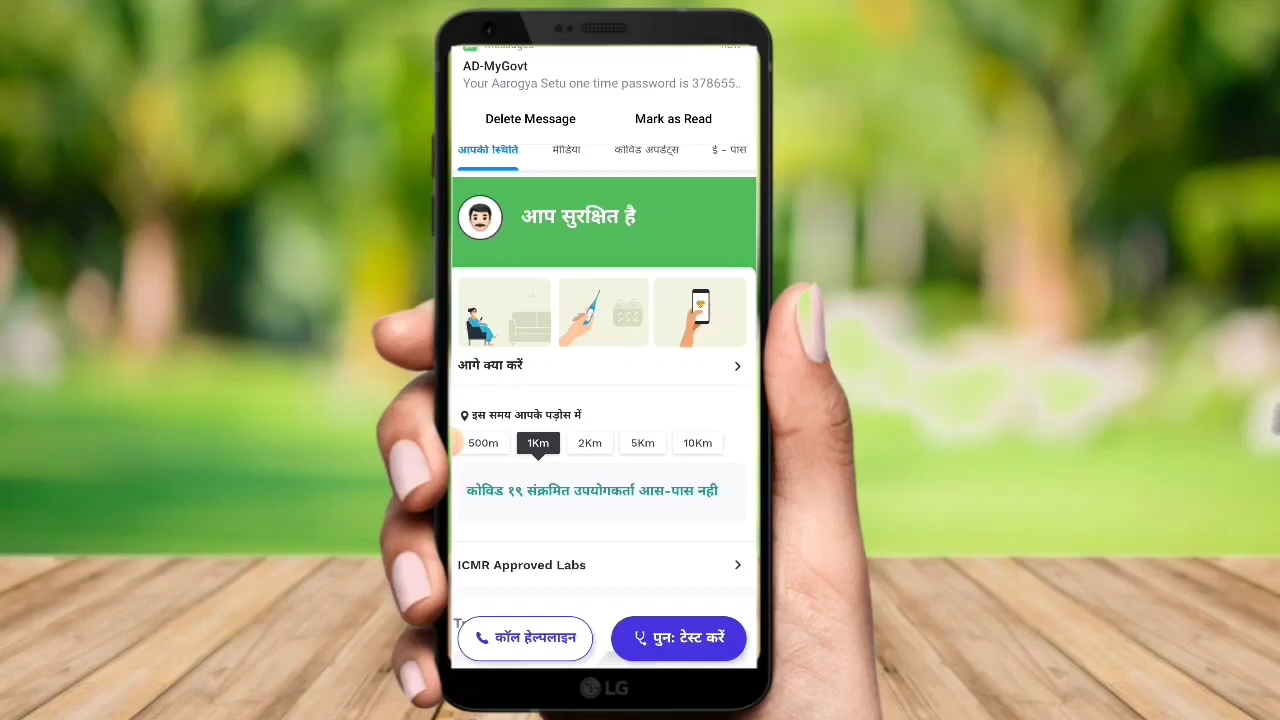 AD-MyGovt
Your Aarogya Setu one time password is 378655..
Delete Message
Mark as Read
आपकी स्थिति
मीडिया
कोविड अपडेट्स
ई - पास
आप सुरक्षित है
आगे क्या करें
इस समय आपके पड़ोस में
500m
1Km
2Km
5Km
10Km
कोविड १९ संक्रमित उपयोगकर्ता आस-पास नही
ICMR Approved Labs
कॉल हेल्पलाइन
पुनः टेस्ट करें
LG